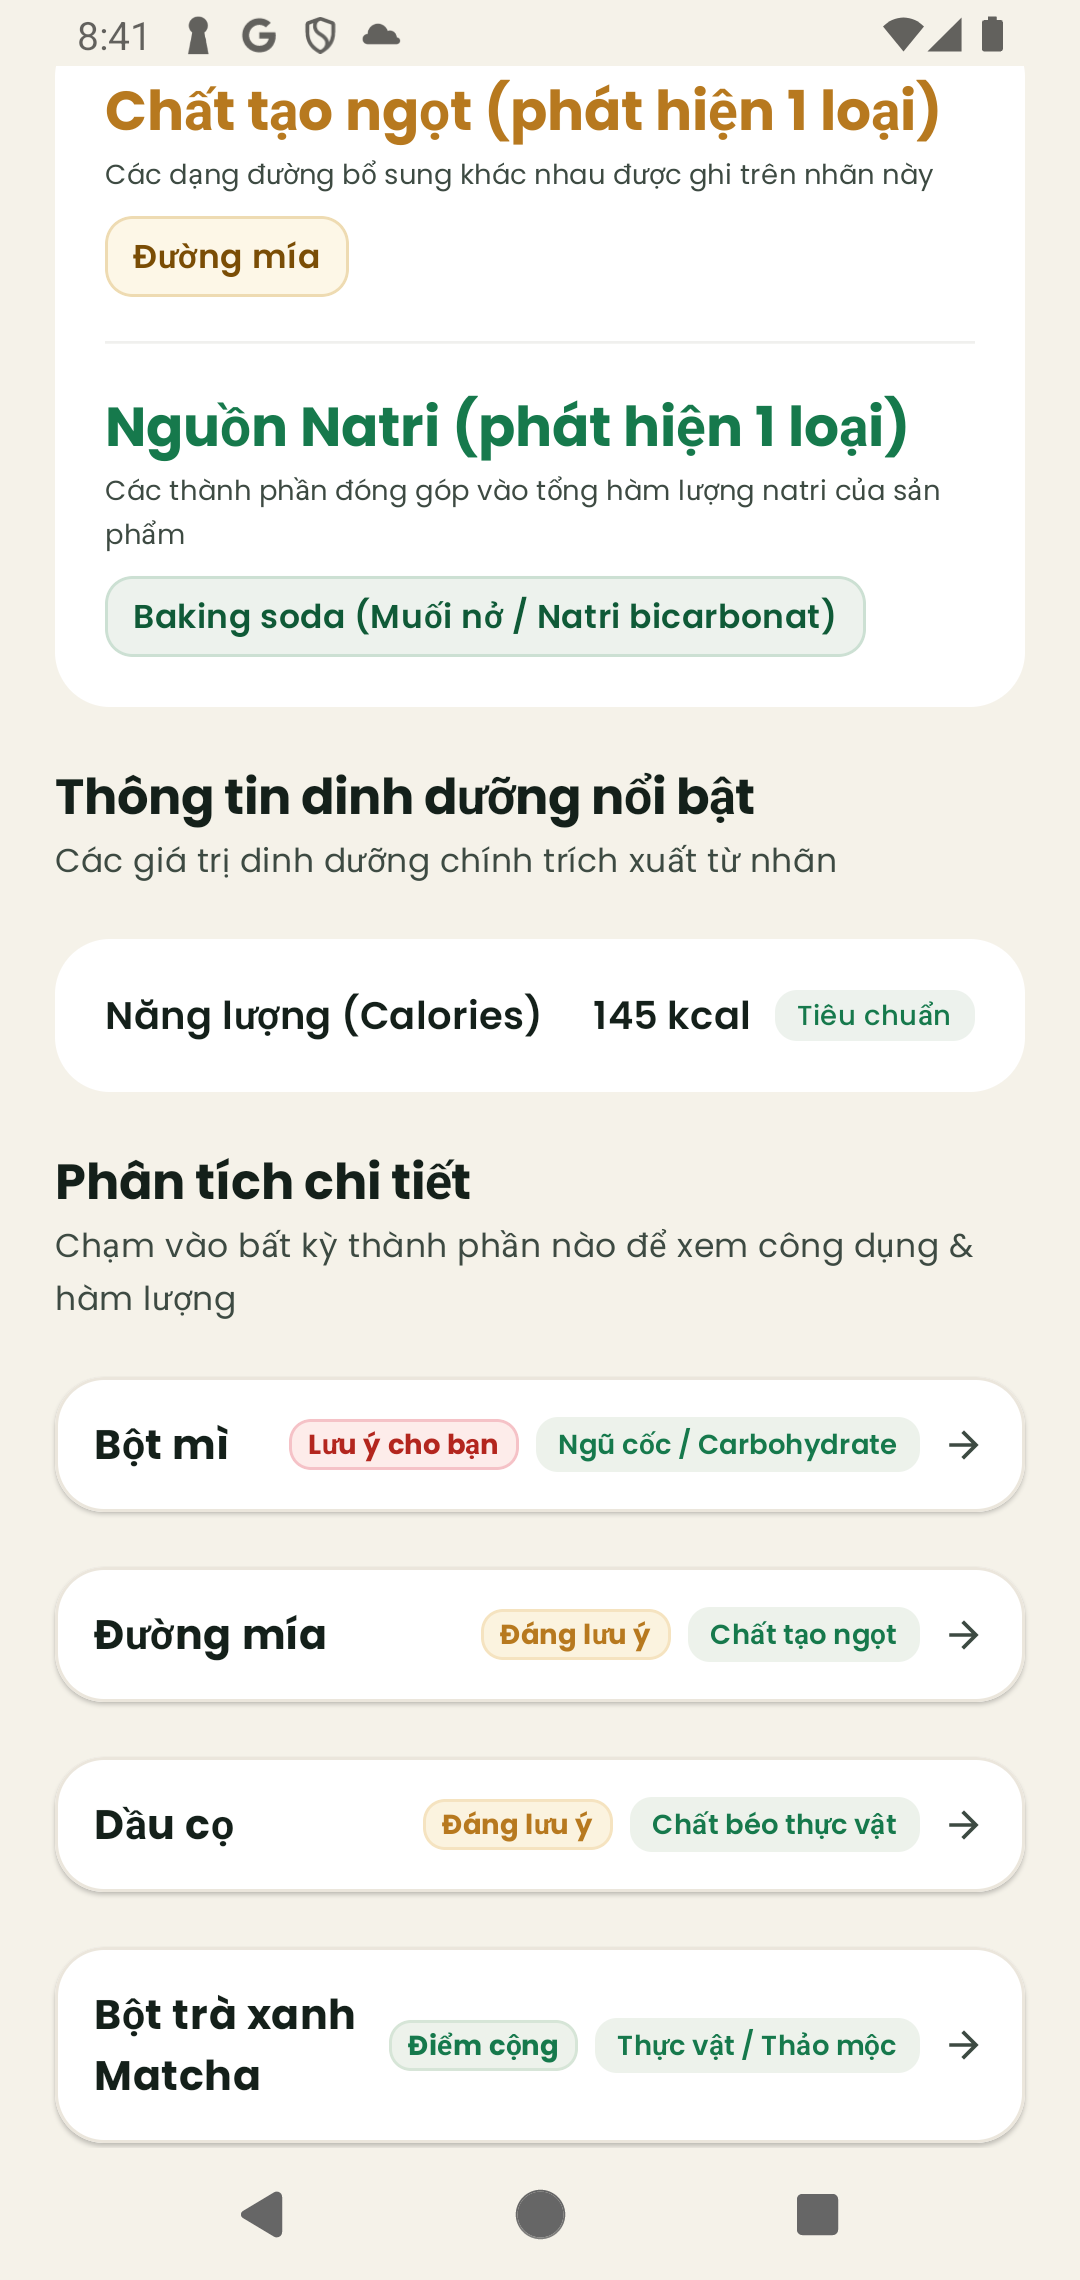 8:41
Chất tạo ngọt (phát hiện 1 loại)
Các dạng đường bổ sung khác nhau được ghi trên nhãn này
Đường mía
Nguồn Natri (phát hiện 1 loại)
Các thành phần đóng góp vào tổng hàm lượng natri của sản
phẩm
Baking soda (Muối nở / Natri bicarbonat)
Thông tin dinh dưỡng nổi bật
Các giá trị dinh dưỡng chính trích xuất từ nhãn
Năng lượng (Calories) 145 kcal Tiêu chuẩn
Phân tích chi tiết
Chạm vào bất kỳ thành phần nào để xem công dụng &
hàm lượng
Bột mì Lưu ý cho bạn Ngũ cốc / Carbohydrate
Đường mía Đáng lưu ý Chất tạo ngọt
Dầu cọ Đáng lưu ý Chất béo thực vật
Bột trà xanh
Matcha Điểm cộng Thực vật / Thảo mộc